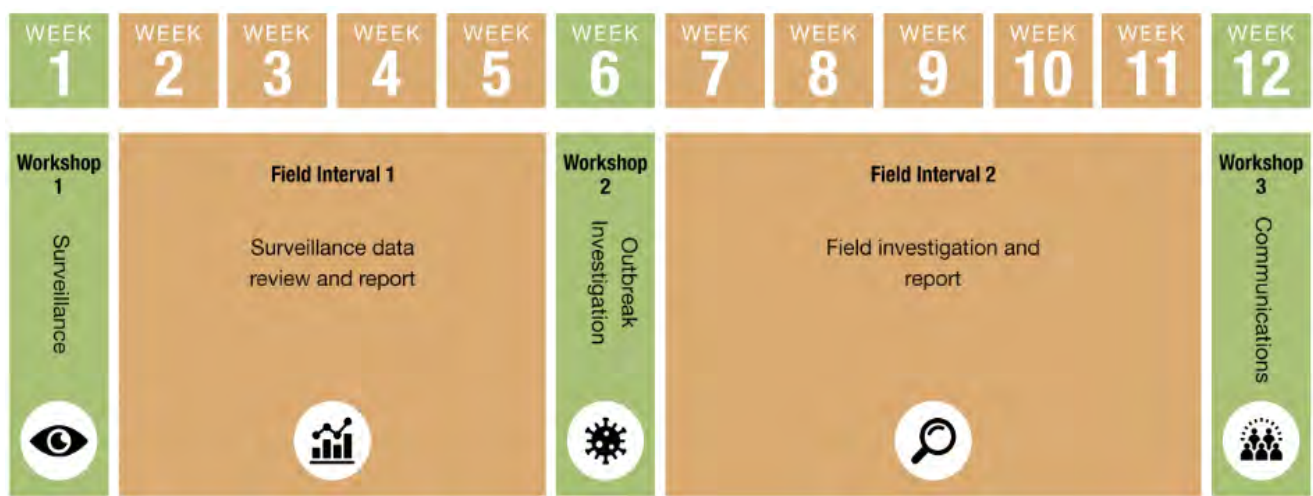 WEEK
1
WEEK
2
WEEK
3
WEEK
4
WEEK
5
WEEK
6
WEEK
7
WEEK
8
WEEK
9
WEEK
10
WEEK
11
WEEK
12
Workshop
1
Surveillance
Field Interval 1
Surveillance data
review and report
Workshop
2
Outbreak
Investigation
Field Interval 2
Field investigation and
report
Workshop
3
Communications